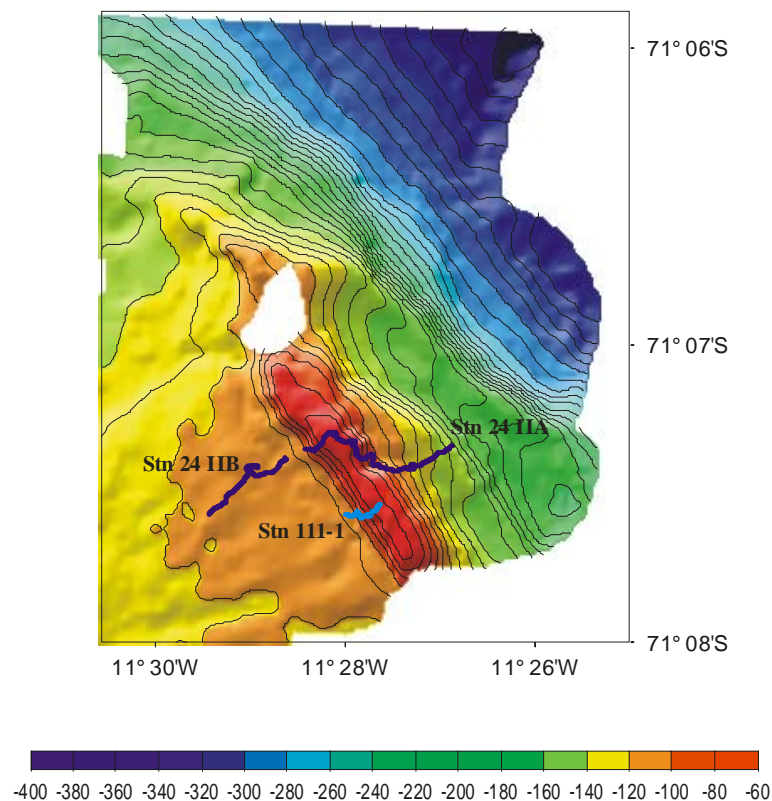 71° 06'S
71° 07'S
Stn 24 IIA
Stn 24 IIB
Stn 111-1
71° 08'S
11° 30'W 11° 28'W 11° 26'W
-400 -380 -360 -340 -320 -300 -280 -260 -240 -220 -200 -180 -160 -140 -120 -100 -80 -60